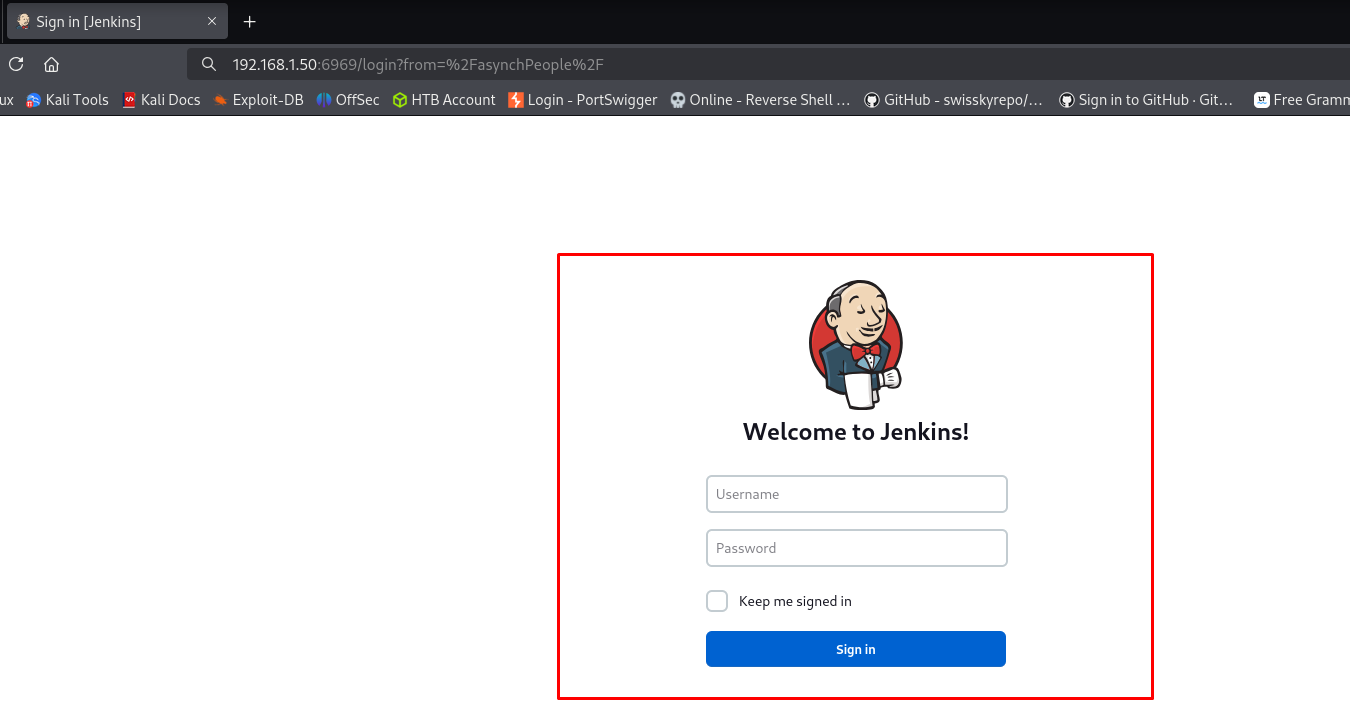 Sign in [Jenkins]
192.168.1.50:6969/login?from=%2FasynchPeople%2F
ux Kali Tools Kali Docs Exploit-DB OffSec HTB Account Login - PortSwigger Online - Reverse Shell … GitHub - swisskyrepo/… Sign in to GitHub · Git… LT Free Gramm
Welcome to Jenkins!
Username
Password
Keep me signed in
Sign in